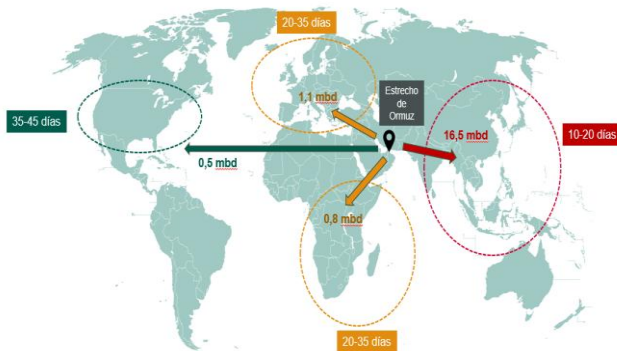 20-35 días
1,1 mbd
Estrecho
de
Ormuz
35-45 días
16,5 mbd
10-20 días
0,5 mbd
0,8 mbd
20-35 días